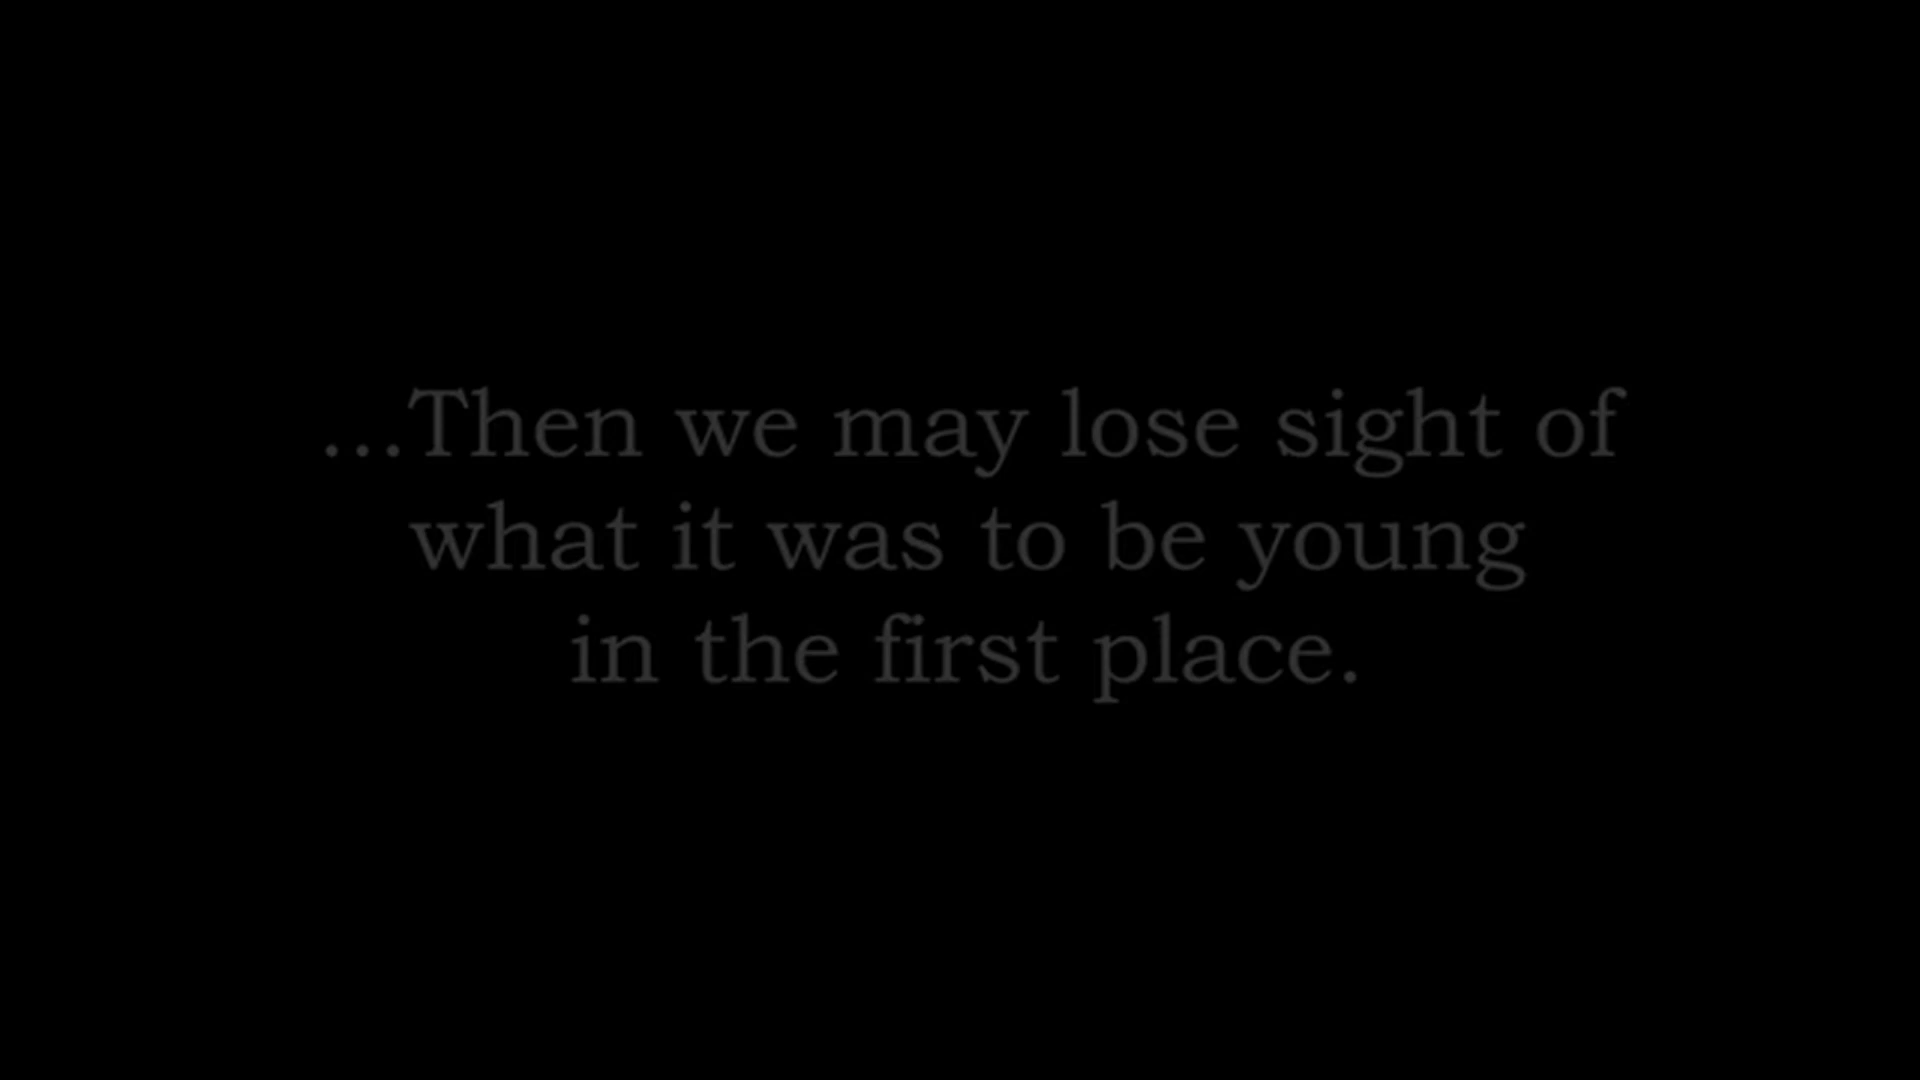 ...Then we may lose sight of
what it was to be young
in the first place.